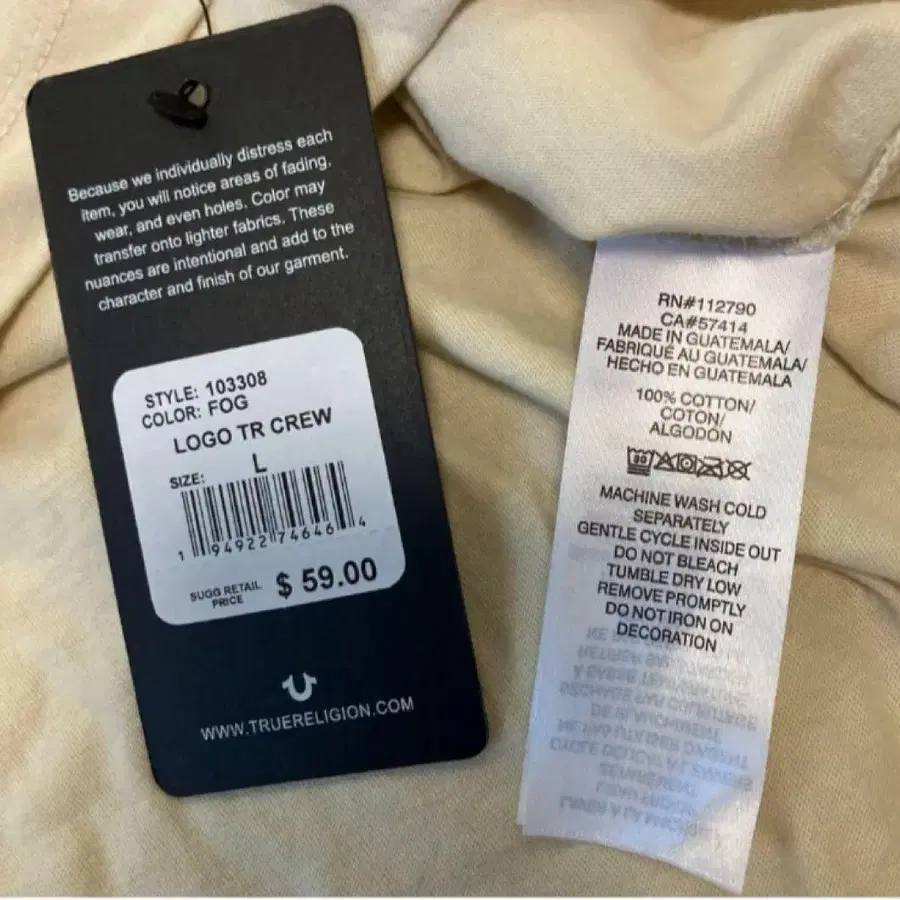 Because we individually distress each
item, you will notice areas of fading,
wear, and even holes. Color may
transfer onto lighter fabrics. These
nuances are intentional and add to the
character and finish of our garment.
STYLE: 103308
COLOR: FOG
LOGO TR CREW
SIZE: L
1 94922 74646 4
SUGG RETAIL
PRICE
$ 59.00
WWW.TRUERELIGION.COM
RN#112790
CA#57414
MADE IN GUATEMALA/
FABRIQUÉ AU GUATEMALA/
HECHO EN GUATEMALA
100% COTTON/
COTON/
ALGODÓN
30
MACHINE WASH COLD
SEPARATELY
GENTLE CYCLE INSIDE OUT
DO NOT BLEACH
TUMBLE DRY LOW
REMOVE PROMPTLY
DO NOT IRON ON
DECORATION